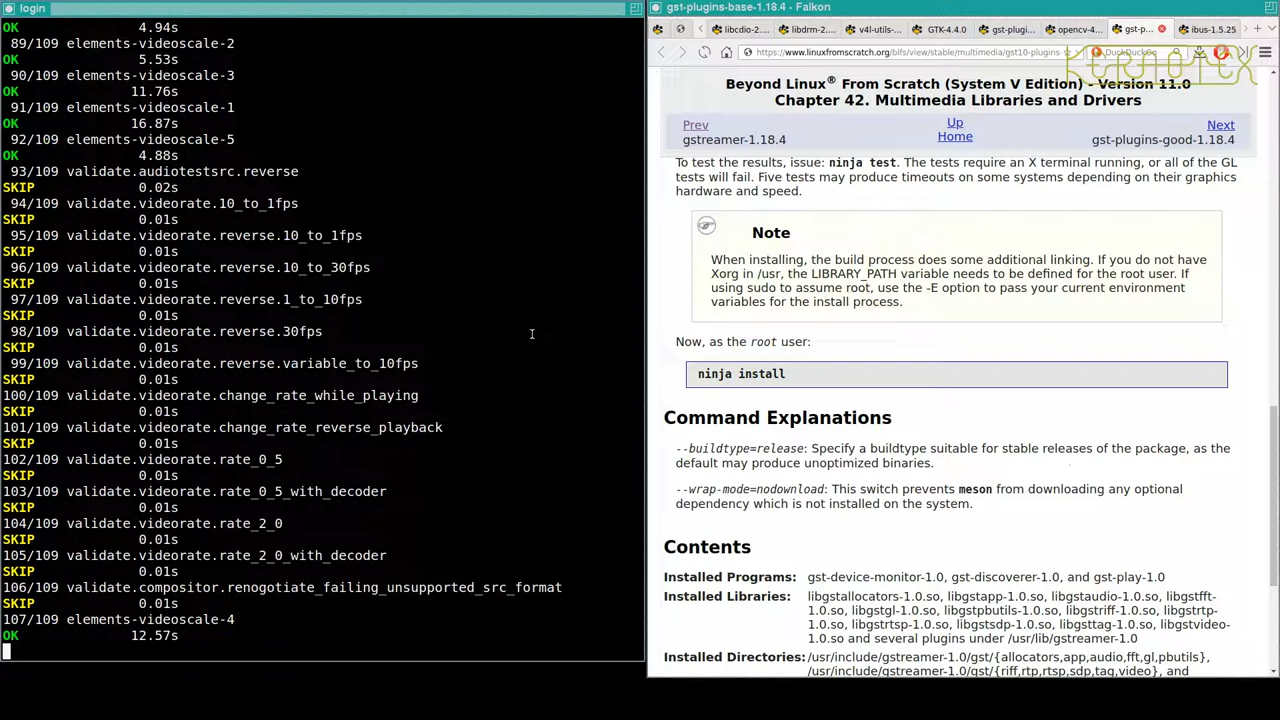 login
OK 4.94s
89/109 elements-videoscale-2
OK 5.53s
90/109 elements-videoscale-3
OK 11.76s
91/109 elements-videoscale-1
OK 16.87s
92/109 elements-videoscale-5
OK 4.88s
93/109 validate.audiotestsrc.reverse
SKIP 0.02s
94/109 validate.videorate.10_to_1fps
SKIP 0.01s
95/109 validate.videorate.reverse.10_to_1fps
SKIP 0.01s
96/109 validate.videorate.reverse.10_to_30fps
SKIP 0.01s
97/109 validate.videorate.reverse.1_to_10fps
SKIP 0.01s
98/109 validate.videorate.reverse.30fps
SKIP 0.01s
99/109 validate.videorate.reverse.variable_to_10fps
SKIP 0.01s
100/109 validate.videorate.change_rate_while_playing
SKIP 0.01s
101/109 validate.videorate.change_rate_reverse_playback
SKIP 0.01s
102/109 validate.videorate.rate_0_5
SKIP 0.01s
103/109 validate.videorate.rate_0_5_with_decoder
SKIP 0.01s
104/109 validate.videorate.rate_2_0
SKIP 0.01s
105/109 validate.videorate.rate_2_0_with_decoder
SKIP 0.01s
106/109 validate.compositor.renogotiate_failing_unsupported_src_format
SKIP 0.01s
107/109 elements-videoscale-4
OK 12.57s
gst-plugins-base-1.18.4 - Falkon
libcdio-2.... libdrm-2.... v4l-utils-... GTK-4.4.0 gst-plugi... opencv-4.... gst-p... ibus-1.5.25
https://www.linuxfromscratch.org/blfs/view/stable/multimedia/gst10-plugins- DuckDuckGo
KERNOTEX
Beyond Linux® From Scratch (System V Edition) - Version 11.0
Chapter 42. Multimedia Libraries and Drivers
Prev Up Next
gstreamer-1.18.4 Home gst-plugins-good-1.18.4
To test the results, issue: ninja test. The tests require an X terminal running, or all of the GL
tests will fail. Five tests may produce timeouts on some systems depending on their graphics
hardware and speed.
Note
When installing, the build process does some additional linking. If you do not have
Xorg in /usr, the LIBRARY_PATH variable needs to be defined for the root user. If
using sudo to assume root, use the -E option to pass your current environment
variables for the install process.
Now, as the root user:
ninja install
Command Explanations
--buildtype=release: Specify a buildtype suitable for stable releases of the package, as the
default may produce unoptimized binaries.
--wrap-mode=nodownload: This switch prevents meson from downloading any optional
dependency which is not installed on the system.
Contents
Installed Programs: gst-device-monitor-1.0, gst-discoverer-1.0, and gst-play-1.0
Installed Libraries: libgstallocators-1.0.so, libgstapp-1.0.so, libgstaudio-1.0.so, libgstfft-
1.0.so, libgstgl-1.0.so, libgstpbutils-1.0.so, libgstriff-1.0.so, libgstrtp-
1.0.so, libgstrtsp-1.0.so, libgstsdp-1.0.so, libgsttag-1.0.so, libgstvideo-
1.0.so and several plugins under /usr/lib/gstreamer-1.0
Installed Directories: /usr/include/gstreamer-1.0/gst/{allocators,app,audio,fft,gl,pbutils},
/usr/include/gstreamer-1.0/gst/{riff,rtp,rtsp,sdp,tag,video}, and